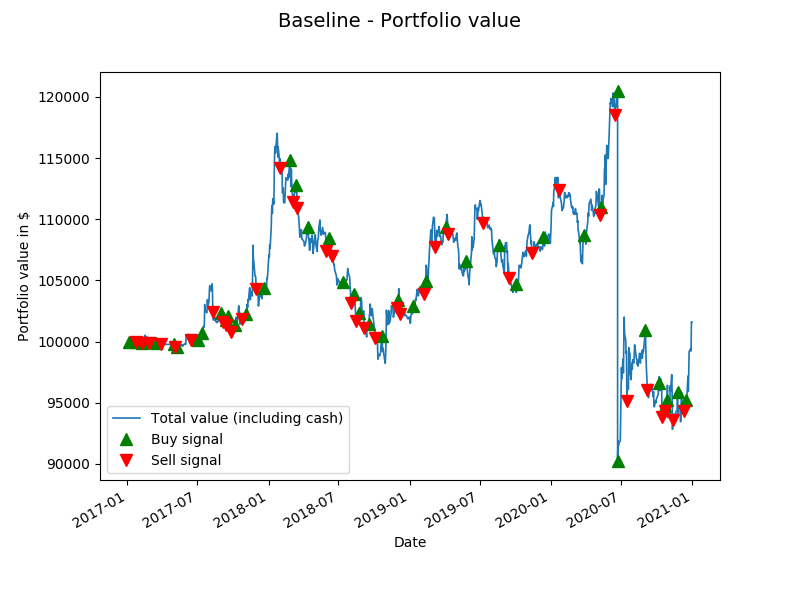 Baseline - Portfolio value
120000
115000
110000
105000
100000
95000
90000
Portfolio value in $
Total value (including cash)
Buy signal
Sell signal
2017-01
2017-07
2018-01
2018-07
2019-01
2019-07
2020-01
2020-07
2021-01
Date